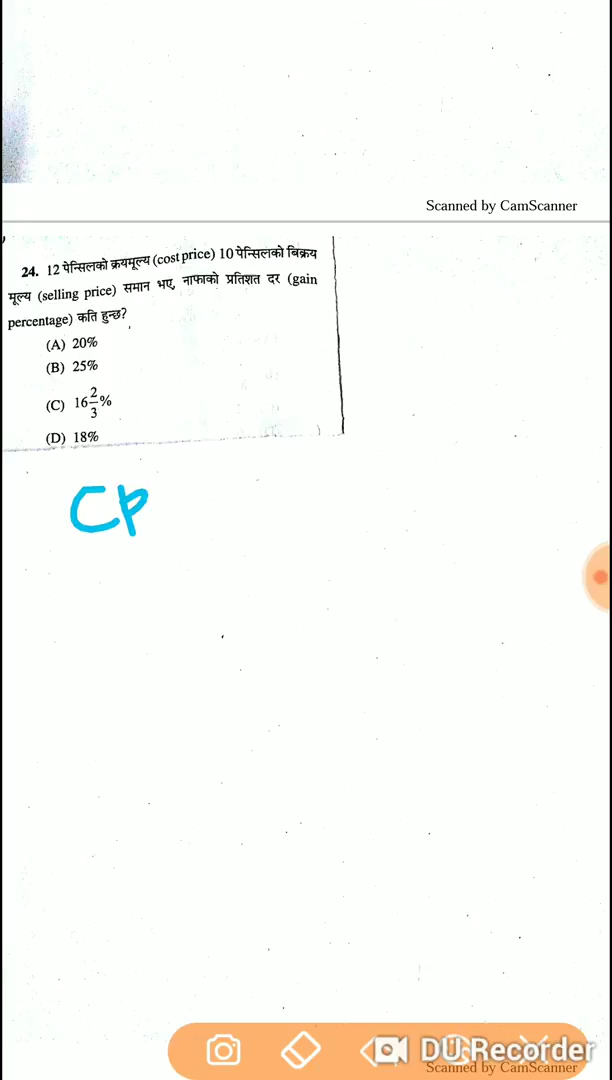 Scanned by CamScanner
24. 12 पेन्सिलको क्रयमूल्य (cost price) 10 पेन्सिलको बिक्रय
मूल्य (selling price) समान भए, नाफाको प्रतिशत दर (gain
percentage) कति हुन्छ?
(A) 20%
(B) 25%
(C) 16 2/3 %
(D) 18%
CP
DU Recorder
Scanned by CamScanner